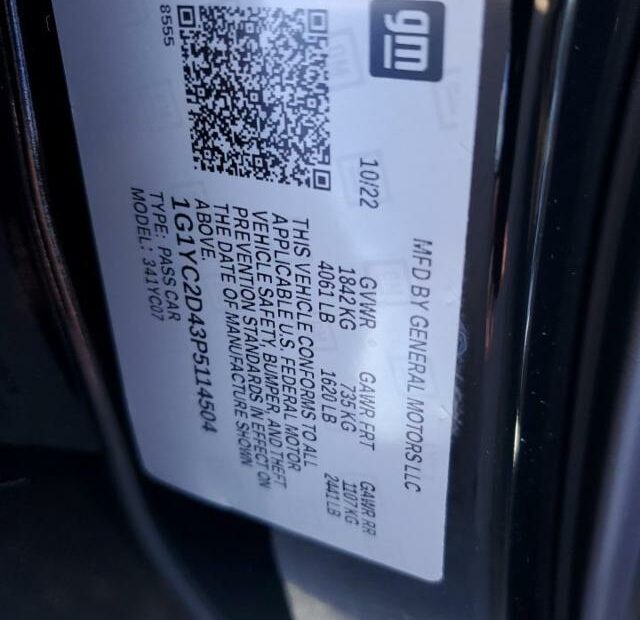 gm
MFD BY GENERAL MOTORS LLC
10/22 GVWR GAWR FRT GAWR RR
1842 KG 735 KG 1107 KG
4061 LB 1620 LB 2441 LB
THIS VEHICLE CONFORMS TO ALL
APPLICABLE U.S. FEDERAL MOTOR
VEHICLE SAFETY, BUMPER, AND THEFT
PREVENTION STANDARDS IN EFFECT ON
THE DATE OF MANUFACTURE SHOWN
ABOVE.
1G1YC2D43P5114504
TYPE: PASS CAR
MODEL: 341YC07
8555